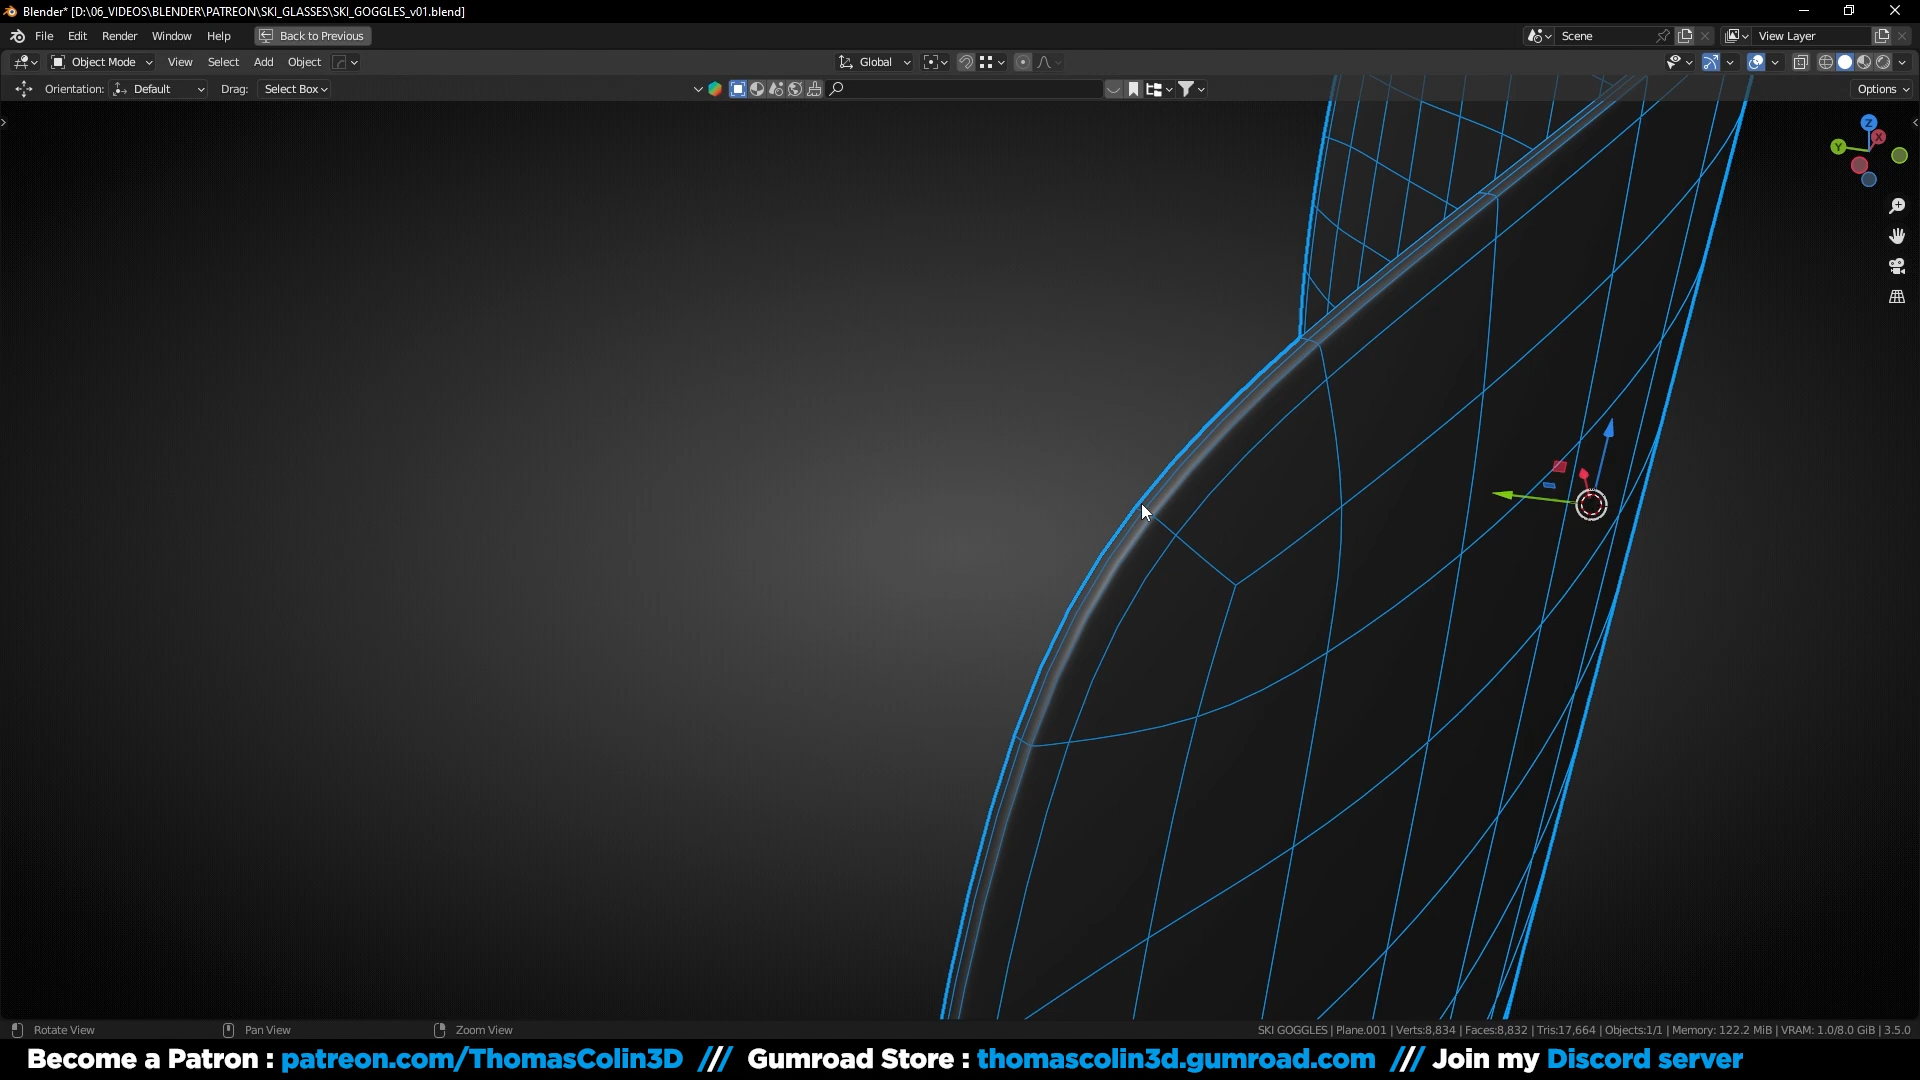 Blender* [D:\06_VIDEOS\BLENDER\PATREON\SKI_GLASSES\SKI_GOGGLES_v01.blend]
File Edit Render Window Help Back to Previous Scene View Layer
Object Mode View Select Add Object Global
Orientation: Default Drag: Select Box Options
Z
X
Y
Rotate View Pan View Zoom View SKI GOGGLES | Plane.001 | Verts:8,834 | Faces:8,832 | Tris:17,664 | Objects:1/1 | Memory: 122.2 MiB | VRAM: 1.0/8.0 GiB | 3.5.0
Become a Patron : patreon.com/ThomasColin3D /// Gumroad Store : thomascolin3d.gumroad.com /// Join my Discord server